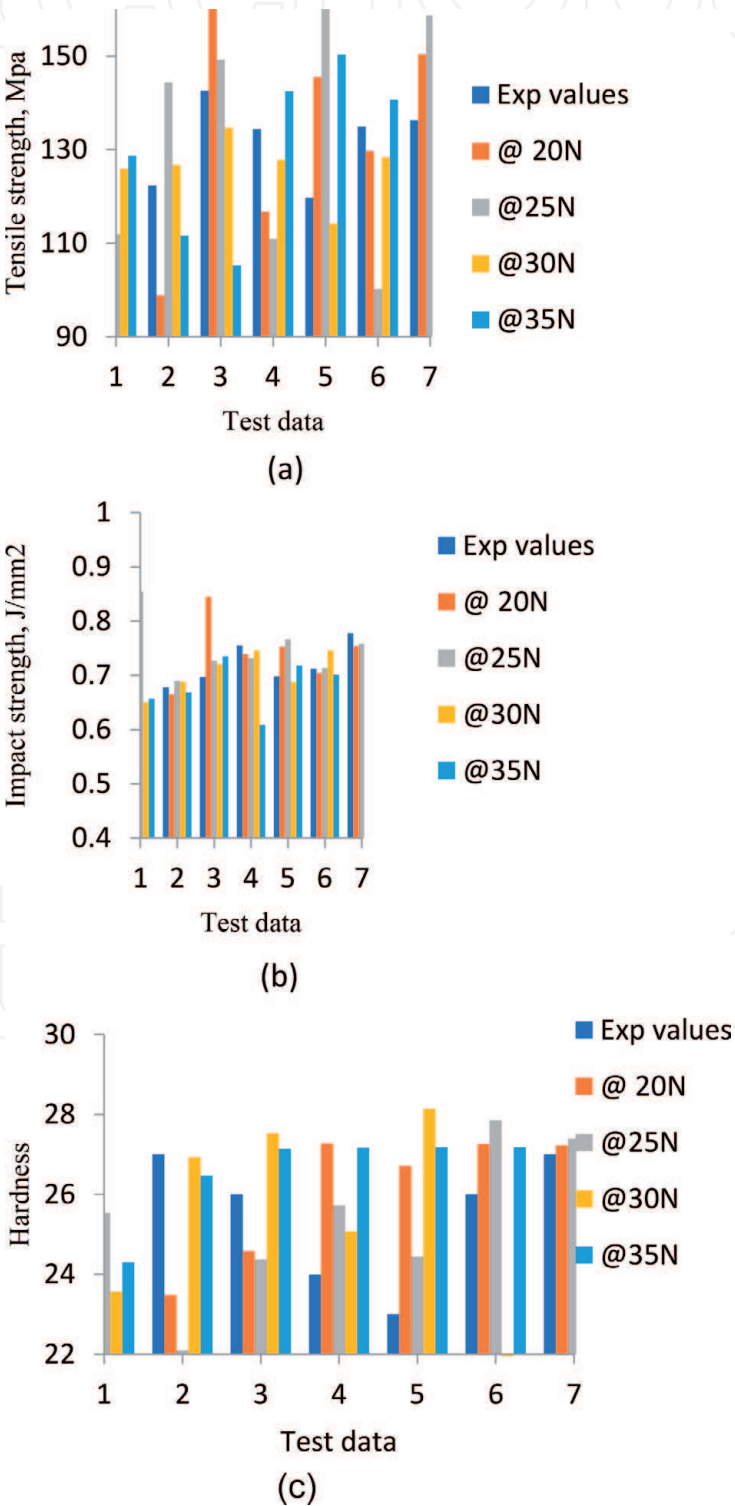 150
130
110
90
Tensile strength, Mpa
1 2 3 4 5 6 7
Test data
Exp values
@ 20N
@25N
@30N
@35N
(a)
1
0.9
0.8
0.7
0.6
0.5
0.4
Impact strength, J/mm2
1 2 3 4 5 6 7
Test data
Exp values
@ 20N
@25N
@30N
@35N
(b)
30
28
26
24
22
Hardness
1 2 3 4 5 6 7
Test data
Exp values
@ 20N
@25N
@30N
@35N
(c)